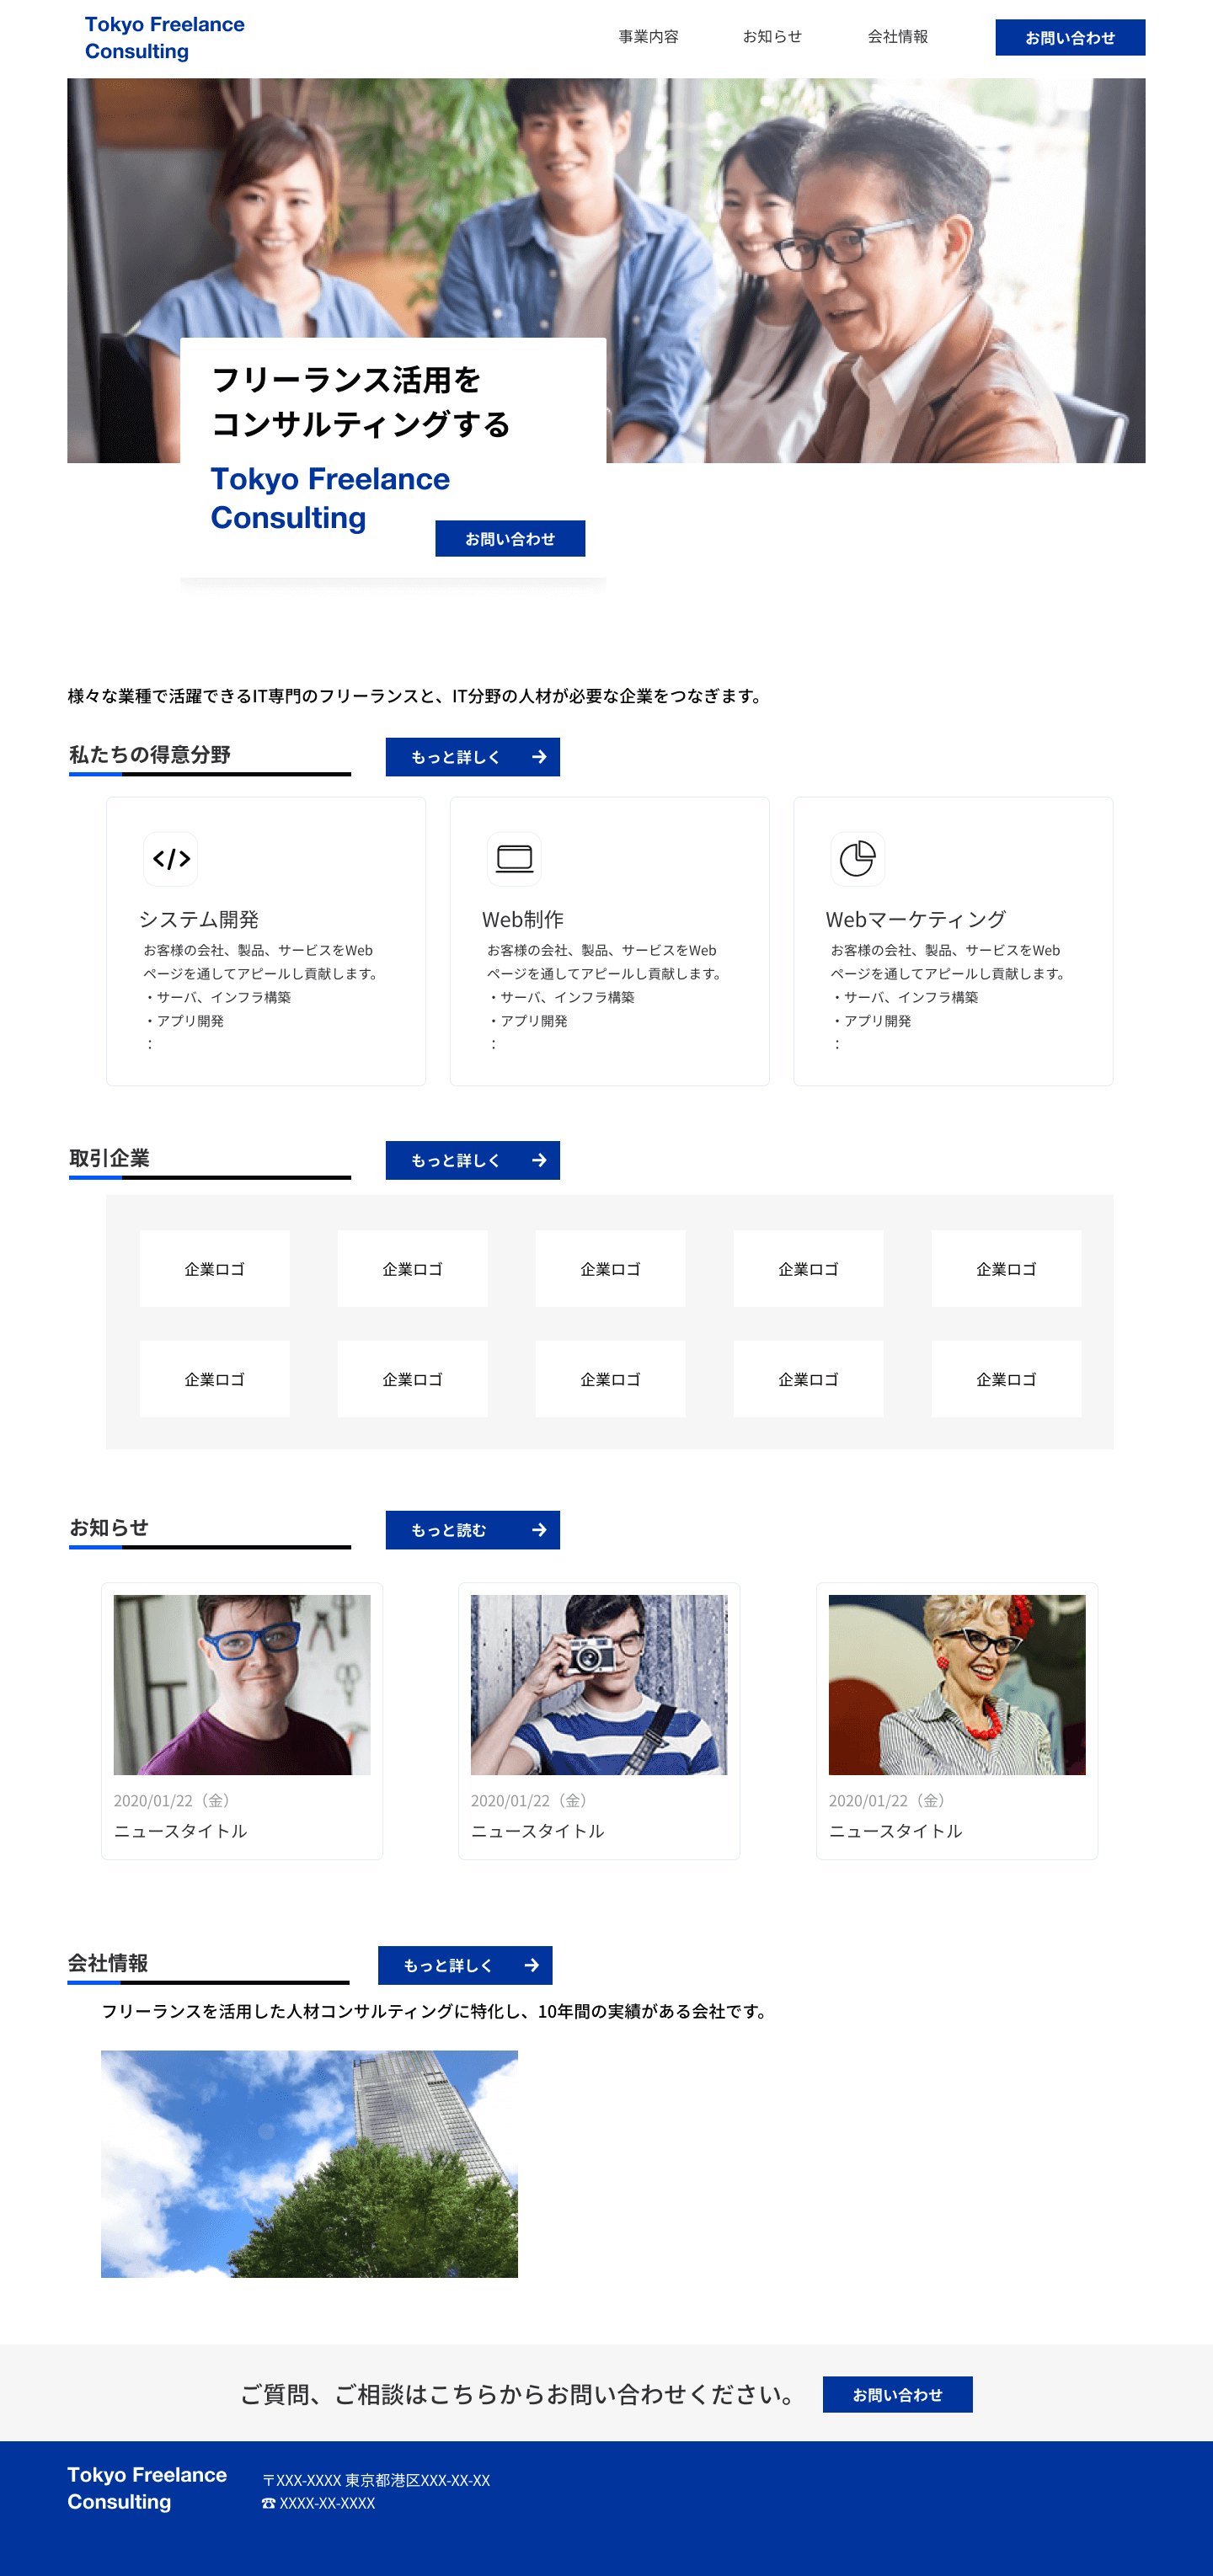 Tokyo Freelance
Consulting
事業内容
お知らせ
会社情報
お問い合わせ
フリーランス活用を
コンサルティングする
Tokyo Freelance
Consulting
お問い合わせ
様々な業種で活躍できるIT専門のフリーランスと、IT分野の人材が必要な企業をつなぎます。
私たちの得意分野
もっと詳しく →
システム開発
お客様の会社、製品、サービスをWeb
ページを通してアピールし貢献します。
・サーバ、インフラ構築
・アプリ開発
：
Web制作
お客様の会社、製品、サービスをWeb
ページを通してアピールし貢献します。
・サーバ、インフラ構築
・アプリ開発
：
Webマーケティング
お客様の会社、製品、サービスをWeb
ページを通してアピールし貢献します。
・サーバ、インフラ構築
・アプリ開発
：
取引企業
もっと詳しく →
企業ロゴ
企業ロゴ
企業ロゴ
企業ロゴ
企業ロゴ
企業ロゴ
企業ロゴ
企業ロゴ
企業ロゴ
企業ロゴ
お知らせ
もっと読む →
2020/01/22（金）
ニュースタイトル
2020/01/22（金）
ニュースタイトル
2020/01/22（金）
ニュースタイトル
会社情報
もっと詳しく →
フリーランスを活用した人材コンサルティングに特化し、10年間の実績がある会社です。
ご質問、ご相談はこちらからお問い合わせください。
お問い合わせ
Tokyo Freelance
Consulting
〒XXX-XXXX 東京都港区XXX-XX-XX
☎ XXXX-XX-XXXX